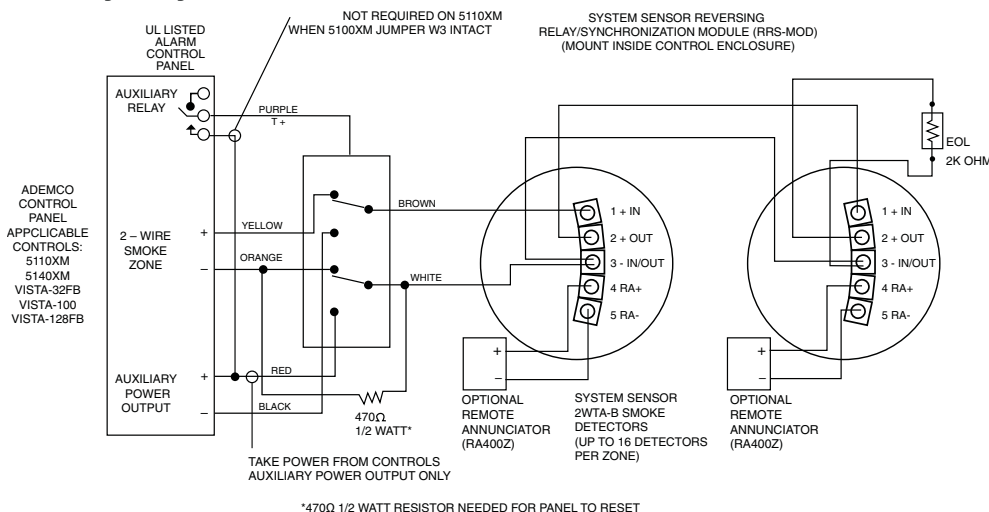 NOT REQUIRED ON 5110XM
WHEN 5100XM JUMPER W3 INTACT
SYSTEM SENSOR REVERSING
RELAY/SYNCHRONIZATION MODULE (RRS-MOD)
(MOUNT INSIDE CONTROL ENCLOSURE)
UL LISTED
ALARM
CONTROL
PANEL
AUXILIARY
RELAY
PURPLE
T +
EOL
2K OHM
ADEMCO
CONTROL
PANEL
APPCLICABLE
CONTROLS:
5110XM
5140XM
VISTA-32FB
VISTA-100
VISTA-128FB
2 – WIRE
SMOKE
ZONE
+
–
YELLOW
ORANGE
BROWN
WHITE
1 + IN
2 + OUT
3 - IN/OUT
4 RA+
5 RA-
1 + IN
2 + OUT
3 - IN/OUT
4 RA+
5 RA-
AUXILIARY
POWER
OUTPUT
+
–
RED
BLACK
470Ω
1/2 WATT*
+
–
OPTIONAL
REMOTE
ANNUNCIATOR
(RA400Z)
SYSTEM SENSOR
2WTA-B SMOKE
DETECTORS
(UP TO 16 DETECTORS
PER ZONE)
+
–
OPTIONAL
REMOTE
ANNUNCIATOR
(RA400Z)
TAKE POWER FROM CONTROLS
AUXILIARY POWER OUTPUT ONLY
*470Ω 1/2 WATT RESISTOR NEEDED FOR PANEL TO RESET